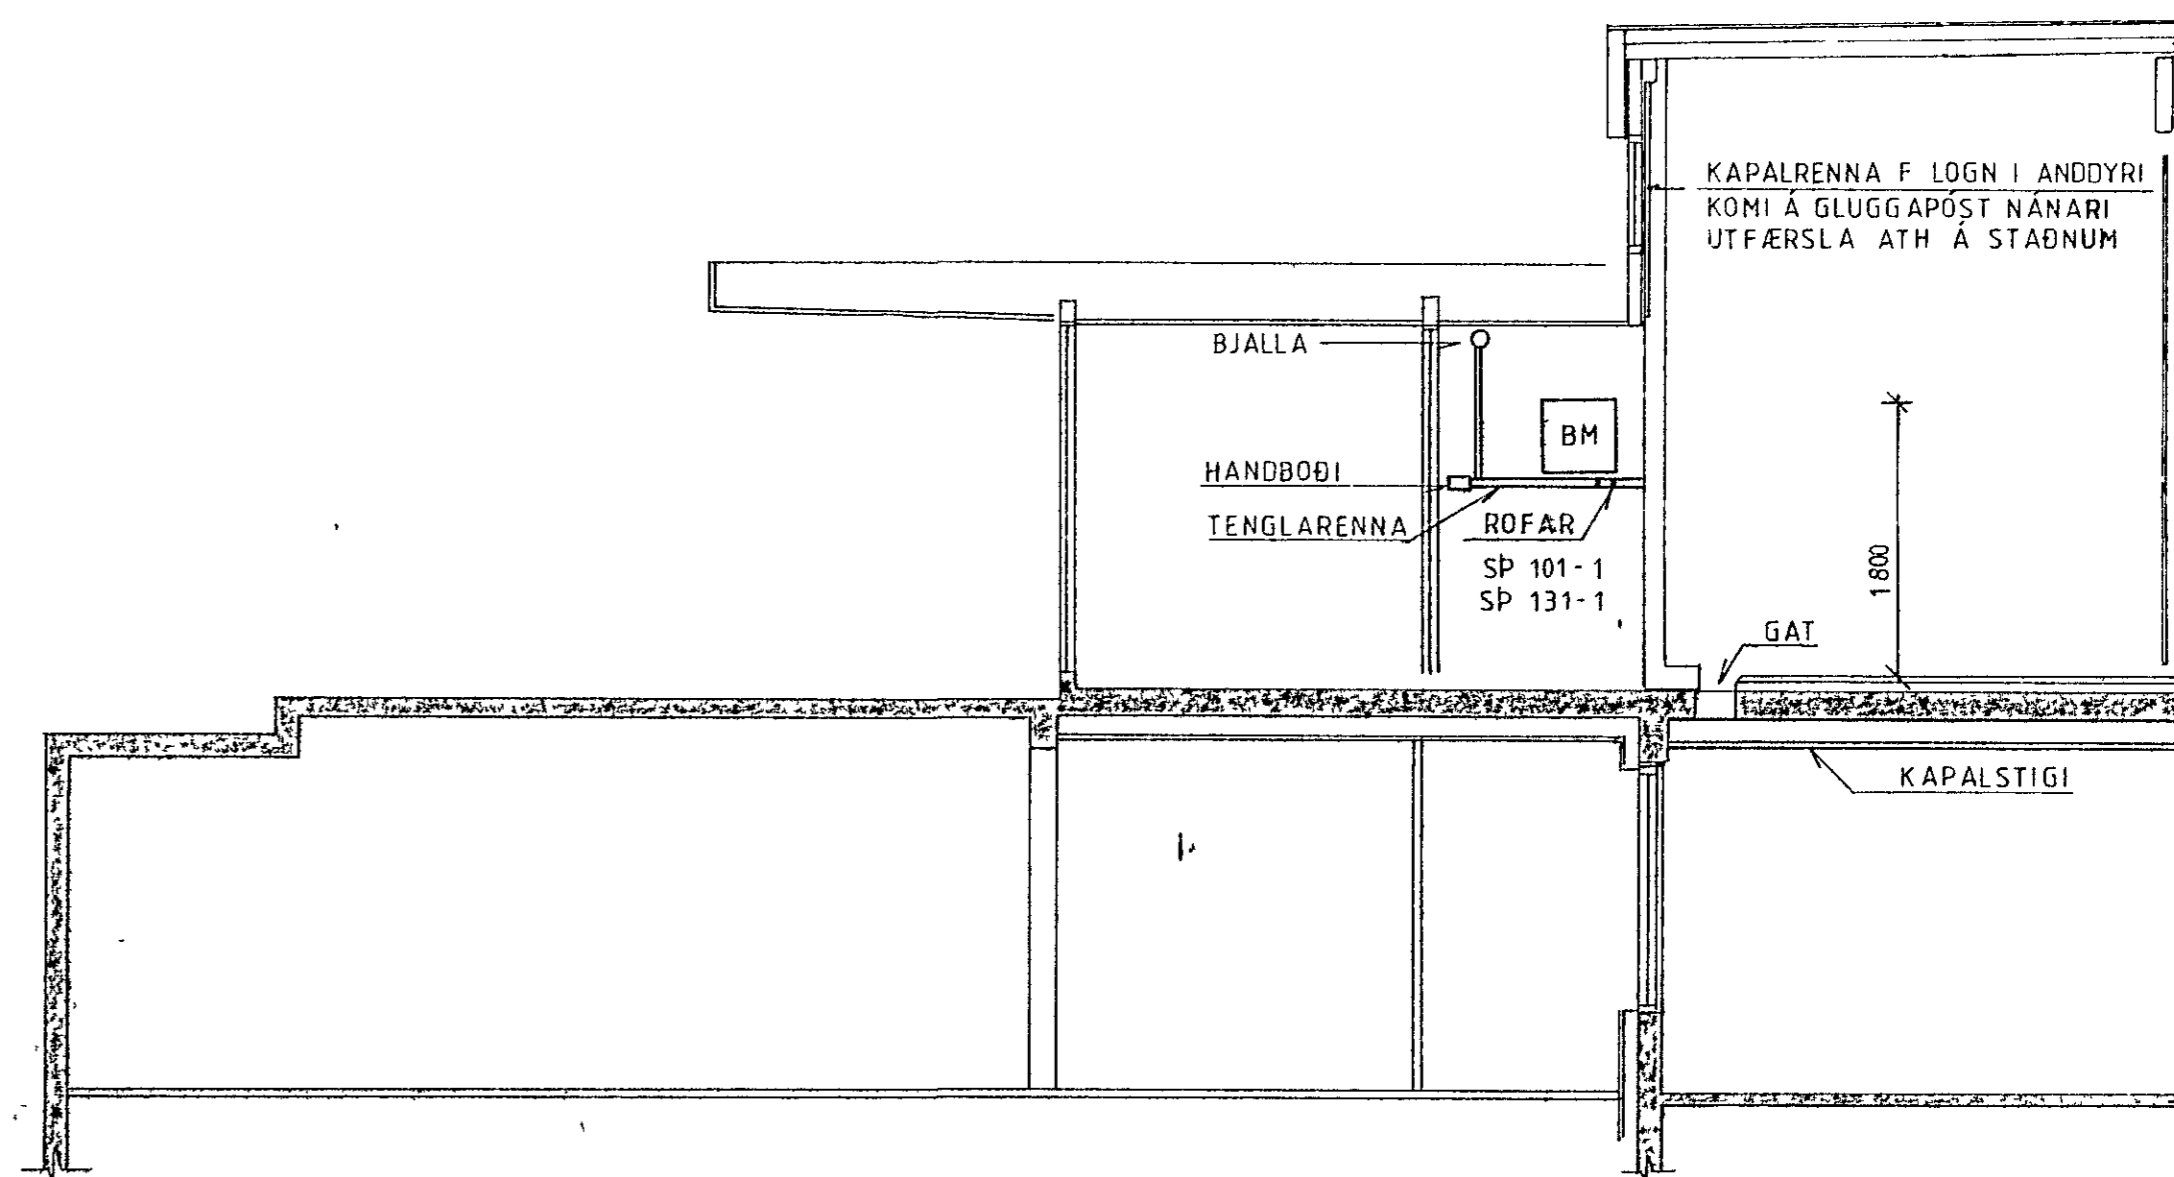 KAPALRENNA F LOGN I ANDDYRI
KOMI Á GLUGGAPÓST NÁNARI
UTFÆRSLA ATH Á STAÐNUM
BJALLA
BM
HANDBOÐI
TENGLARENNA
ROFAR
SÞ 101-1
SÞ 131-1
1800
GAT
KAPALSTIGI